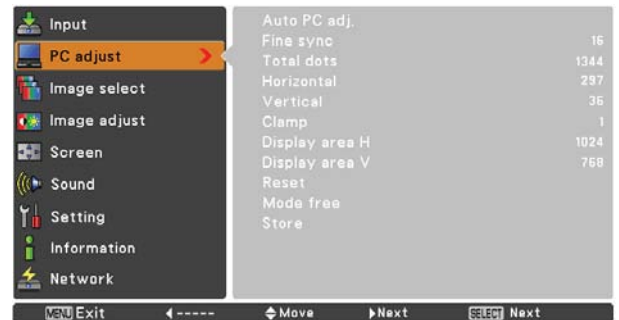 Input
PC adjust
Image select
Image adjust
Screen
Sound
Setting
Information
Network
Auto PC adj.
Fine sync 16
Total dots 1344
Horizontal 297
Vertical 36
Clamp 1
Display area H 1024
Display area V 768
Reset
Mode free
Store
MENU Exit ----- Move Next SELECT Next